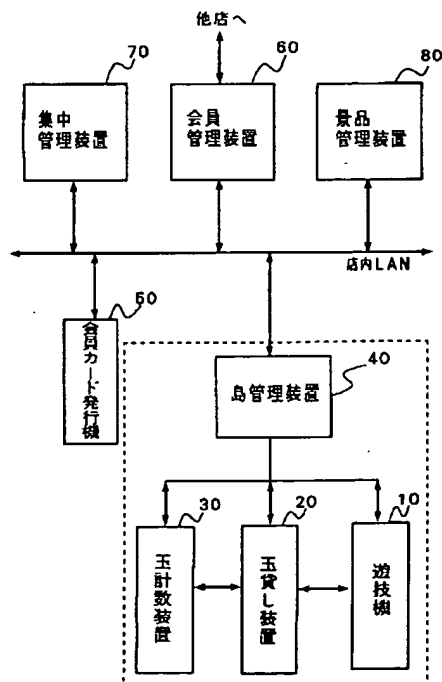 他店へ
70
60
80
集中
管理装置
会員
管理装置
景品
管理装置
店内LAN
50
会員カード発行機
40
島管理装置
30
20
10
玉計数装置
玉貸し装置
遊技機